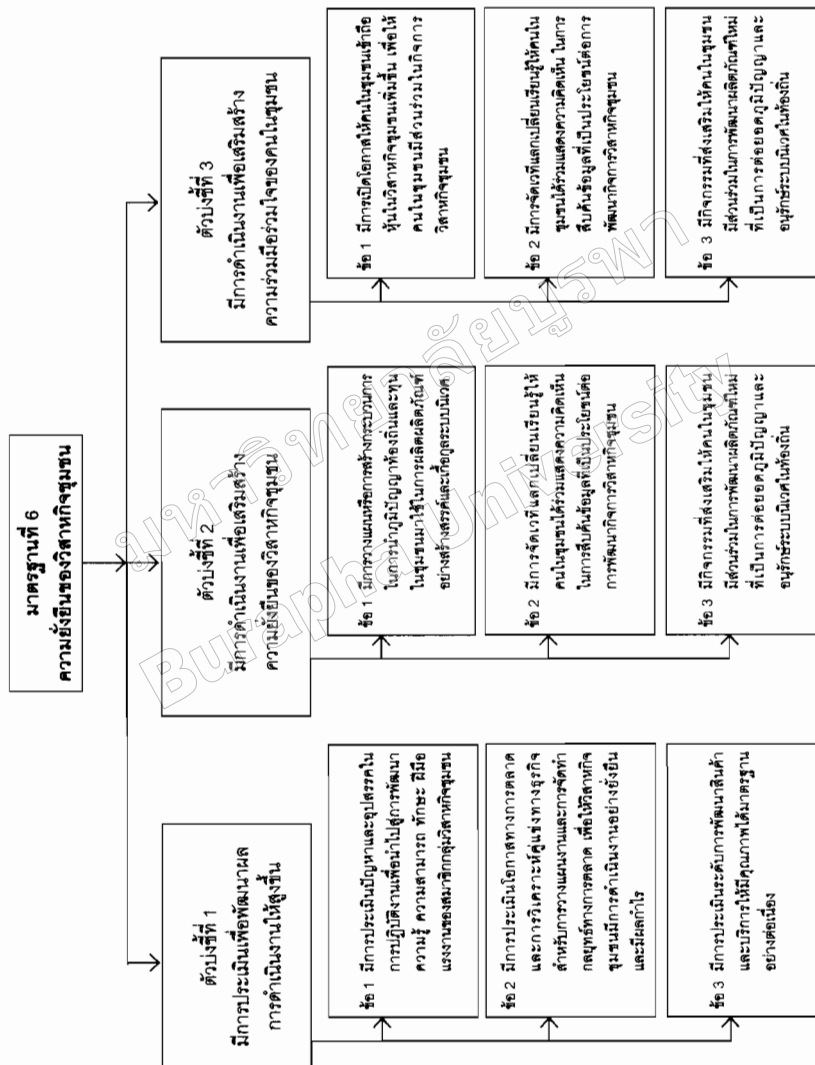 มาตรฐานที่ 6
ความยั่งยืนของวิสาหกิจชุมชน
ตัวบ่งชี้ที่ 1
มีการประเมินเพื่อพัฒนาผล
การดำเนินงานให้สูงขึ้น
ข้อ 1 มีการประเมินปัญหาและอุปสรรคใน
การปฏิบัติงานเพื่อนำไปสู่การพัฒนา
ความรู้ ความสามารถ ทักษะ ฝีมือ
แรงงานของสมาชิกกลุ่มวิสาหกิจชุมชน
ข้อ 2 มีการประเมินโอกาสทางการตลาด
และการวิเคราะห์คู่แข่งทางธุรกิจ
สำหรับการวางแผนงานและการจัดทำ
กลยุทธ์ทางการตลาด เพื่อให้วิสาหกิจ
ชุมชนมีการดำเนินงานอย่างยั่งยืน
และมีผลกำไร
ข้อ 3 มีการประเมินระดับการพัฒนาสินค้า
และบริการให้มีคุณภาพได้มาตรฐาน
อย่างต่อเนื่อง
ตัวบ่งชี้ที่ 2
มีการดำเนินงานเพื่อเสริมสร้าง
ความยั่งยืนของวิสาหกิจชุมชน
ข้อ 1 มีการวางแผนหรือการสร้างกระบวนการ
ในการนำภูมิปัญญาท้องถิ่นและทุน
ในชุมชนมาใช้ในการผลิตผลิตภัณฑ์
อย่างสร้างสรรค์และเกื้อกูลระบบนิเวศ
ข้อ 2 มีการจัดเวทีแลกเปลี่ยนเรียนรู้ให้
คนในชุมชนได้ร่วมแสดงความคิดเห็น
ในการสืบค้นข้อมูลที่เป็นประโยชน์ต่อ
การพัฒนากิจการวิสาหกิจชุมชน
ข้อ 3 มีกิจกรรมที่ส่งเสริมให้คนในชุมชน
มีส่วนร่วมในการพัฒนาผลิตภัณฑ์ใหม่
ที่เป็นการต่อยอดภูมิปัญญาและ
อนุรักษ์ระบบนิเวศในท้องถิ่น
ตัวบ่งชี้ที่ 3
มีการดำเนินงานเพื่อเสริมสร้าง
ความร่วมมือร่วมใจของคนในชุมชน
ข้อ 1 มีการเปิดโอกาสให้คนในชุมชนเข้าถือ
หุ้นในวิสาหกิจชุมชนเพิ่มขึ้น เพื่อให้
คนในชุมชนมีส่วนร่วมในกิจการ
วิสาหกิจชุมชน
ข้อ 2 มีการจัดเวทีแลกเปลี่ยนเรียนรู้ให้คนใน
ชุมชนได้ร่วมแสดงความคิดเห็น ในการ
สืบค้นข้อมูลที่เป็นประโยชน์ต่อการ
พัฒนากิจการวิสาหกิจชุมชน
ข้อ 3 มีกิจกรรมที่ส่งเสริมให้คนในชุมชน
มีส่วนร่วมในการพัฒนาผลิตภัณฑ์ใหม่
ที่เป็นการต่อยอดภูมิปัญญาและ
อนุรักษ์ระบบนิเวศในท้องถิ่น
มหาวิทยาลัยบูรพา
Burapha University